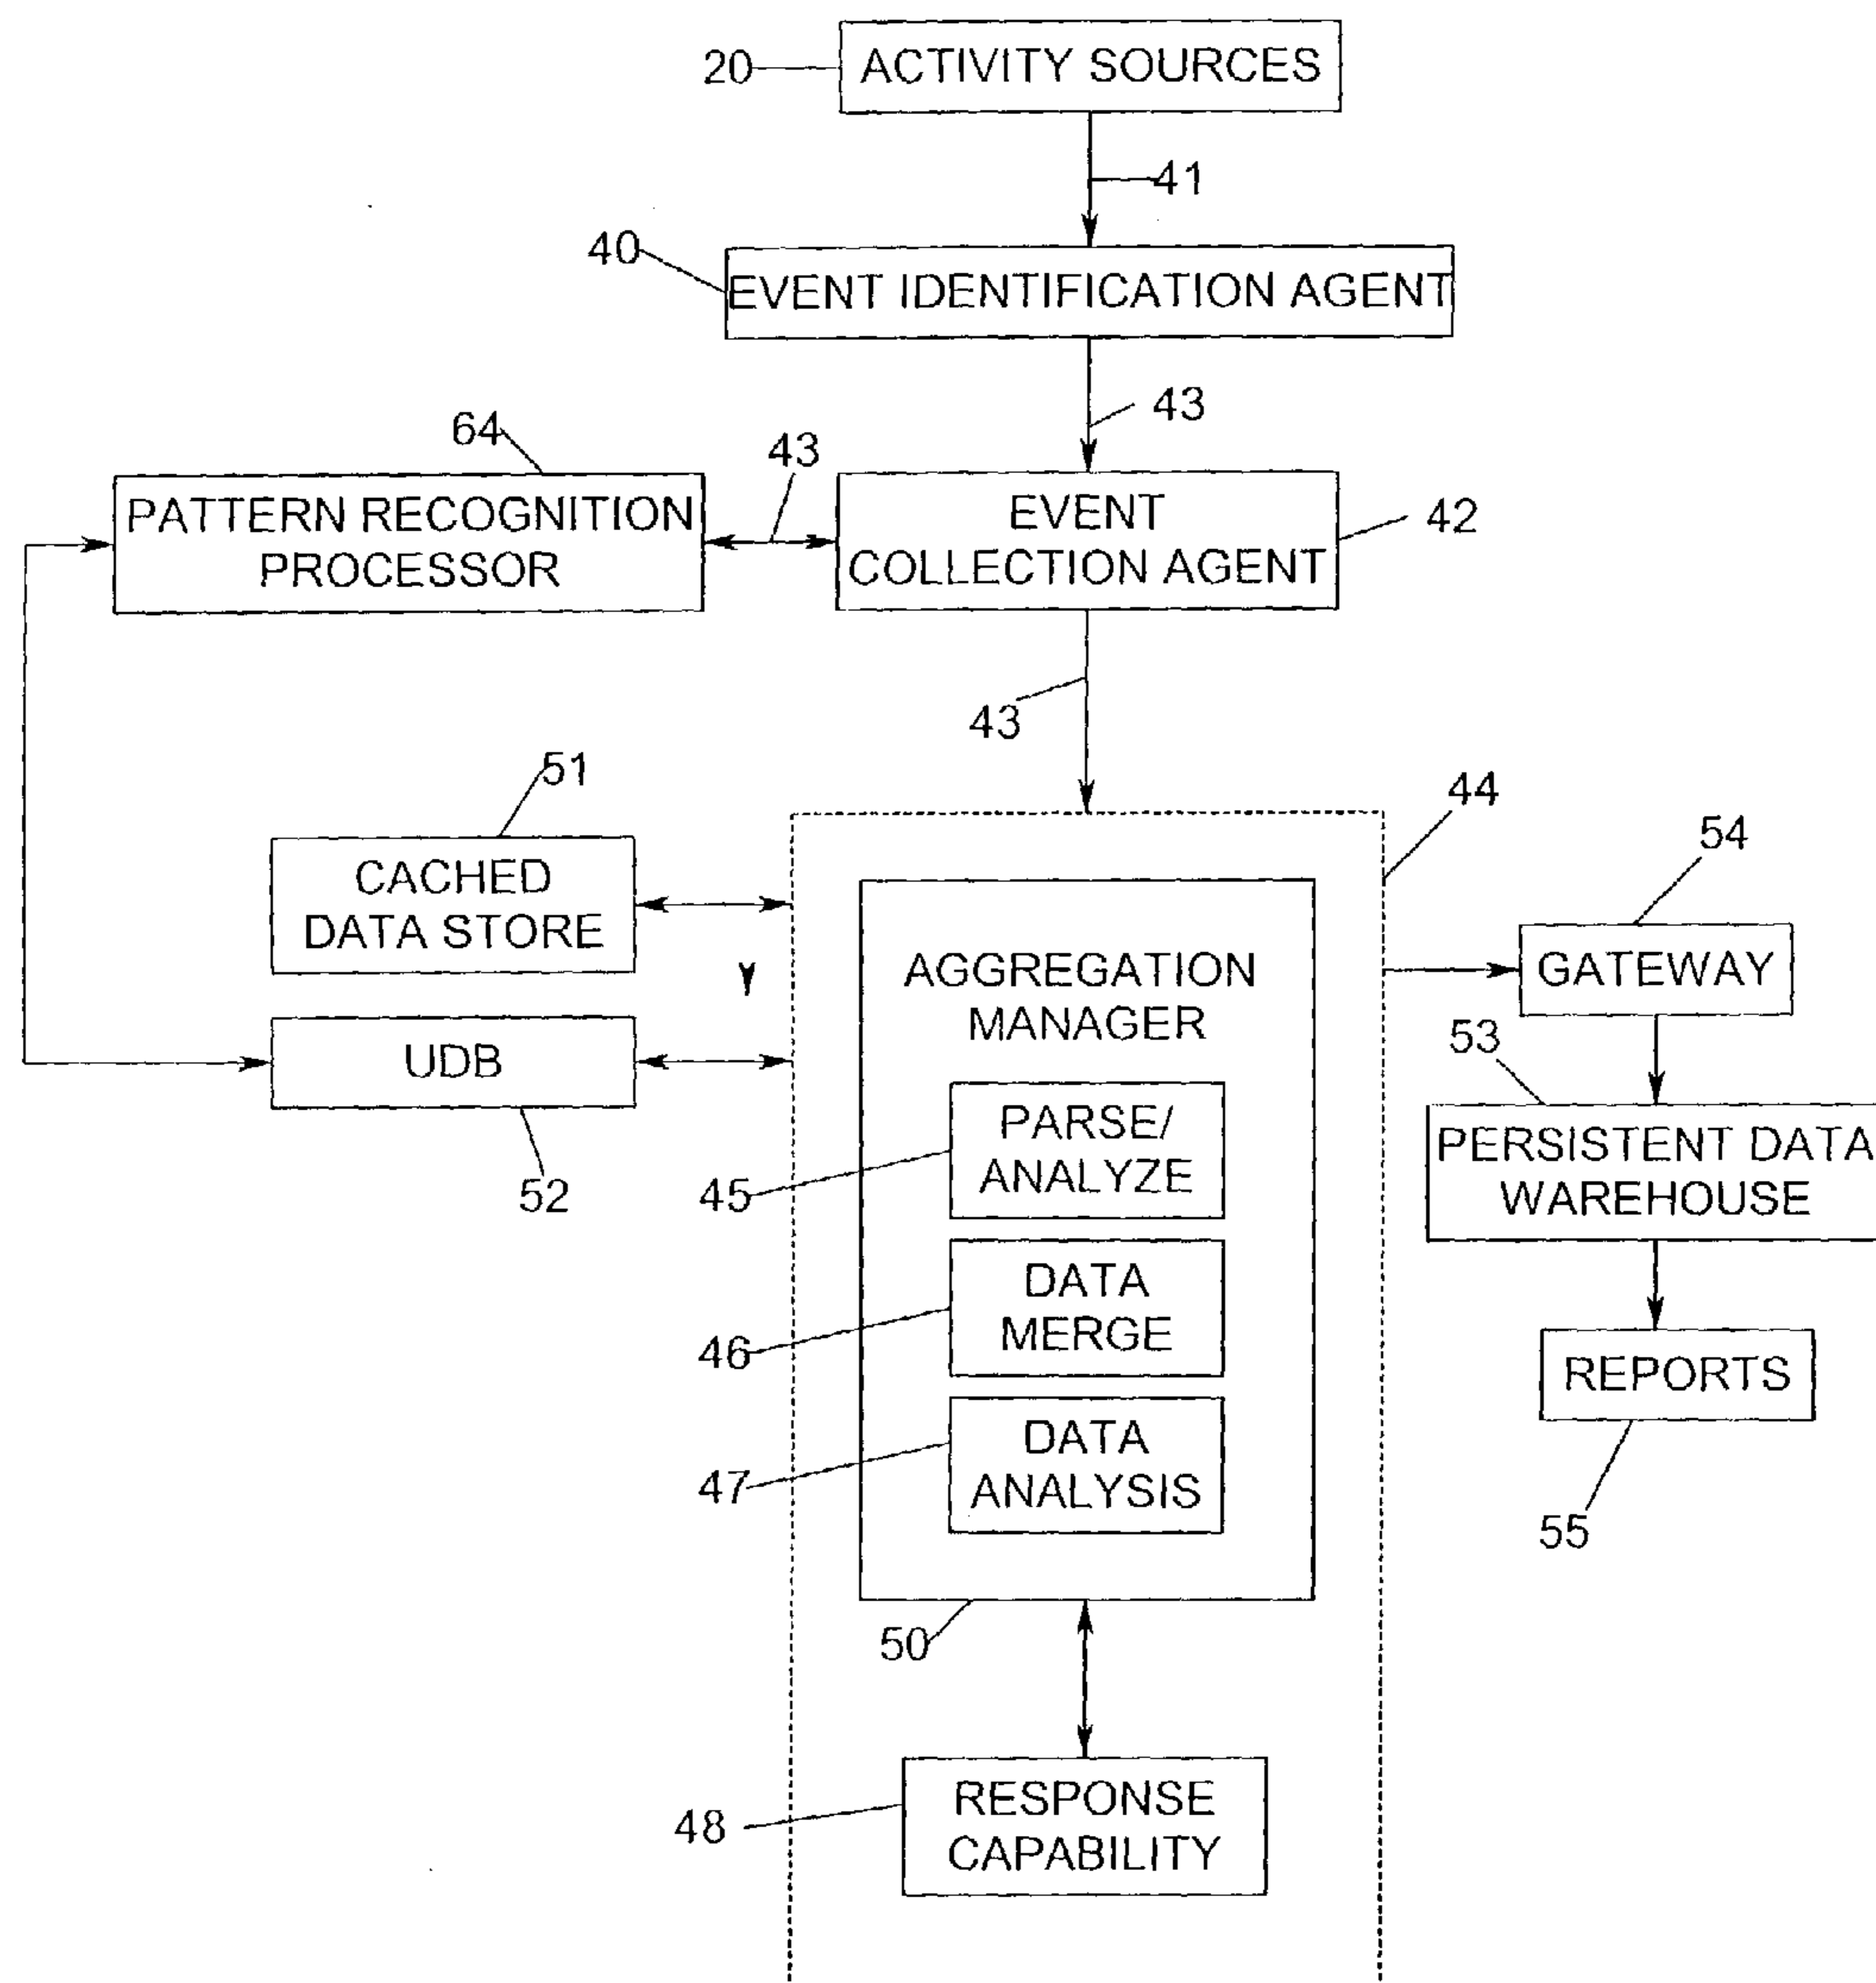 20
ACTIVITY SOURCES
41
40
EVENT IDENTIFICATION AGENT
43
64
43
PATTERN RECOGNITION
PROCESSOR
EVENT
COLLECTION AGENT
42
43
51
44
CACHED
DATA STORE
54
GATEWAY
AGGREGATION
MANAGER
53
UDB
52
PARSE/
ANALYZE
45
PERSISTENT DATA
WAREHOUSE
DATA
MERGE
46
REPORTS
DATA
ANALYSIS
47
55
50
RESPONSE
CAPABILITY
48